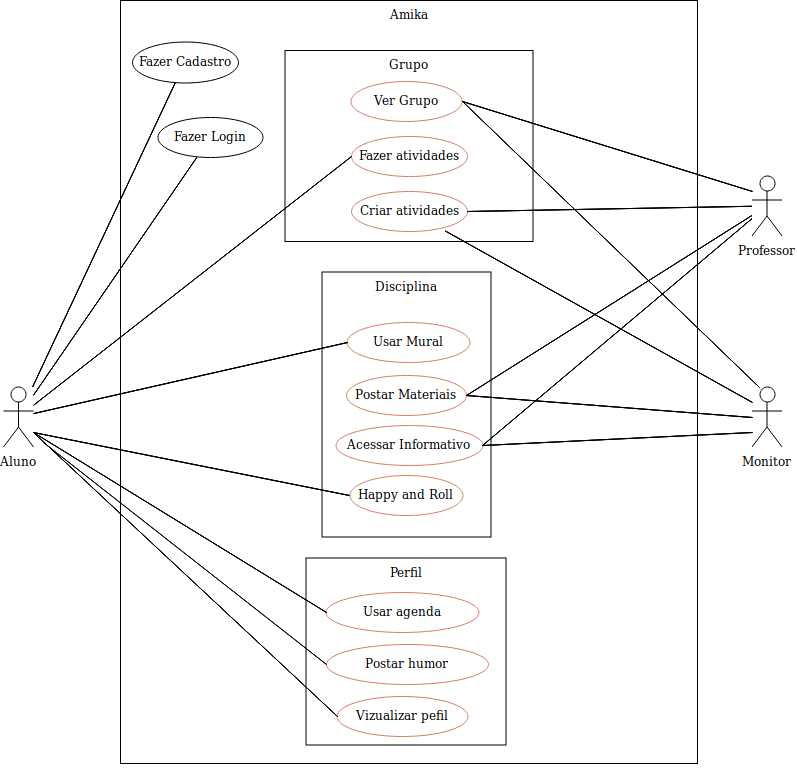 Amika
Fazer Cadastro
Fazer Login
Grupo
Ver Grupo
Fazer atividades
Criar atividades
Professor
Disciplina
Usar Mural
Postar Materiais
Acessar Informativo
Happy and Roll
Aluno
Monitor
Perfil
Usar agenda
Postar humor
Vizualizar pefil